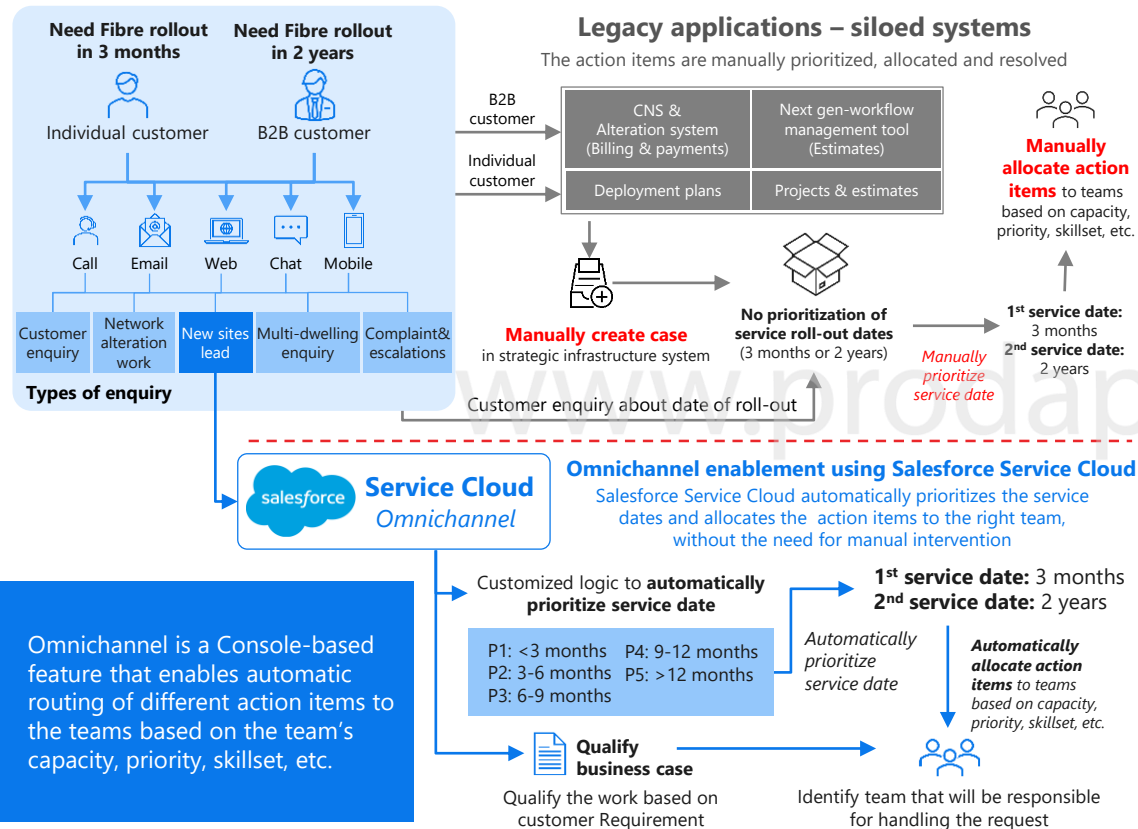 Need Fibre rollout
in 3 months
Need Fibre rollout
in 2 years
Individual customer
B2B customer
Call
Email
Web
Chat
Mobile
Customer
enquiry
Network
alteration
work
New sites
lead
Multi-dwelling
enquiry
Complaint&
escalations
Types of enquiry
Legacy applications – siloed systems
The action items are manually prioritized, allocated and resolved
B2B
customer
Individual
customer
CNS &
Alteration system
(Billing & payments)
Next gen-workflow
management tool
(Estimates)
Deployment plans
Projects & estimates
Manually
allocate action
items to teams
based on capacity,
priority, skillset, etc.
Manually create case
in strategic infrastructure system
No prioritization of
service roll-out dates
(3 months or 2 years)
Manually
prioritize
service date
1st service date:
3 months
2nd service date:
2 years
Customer enquiry about date of roll-out
www.prodap
salesforce
Service Cloud
Omnichannel
Omnichannel enablement using Salesforce Service Cloud
Salesforce Service Cloud automatically prioritizes the service
dates and allocates the action items to the right team,
without the need for manual intervention
Customized logic to automatically
prioritize service date
P1: <3 months
P2: 3-6 months
P3: 6-9 months
P4: 9-12 months
P5: >12 months
Automatically
prioritize
service date
1st service date: 3 months
2nd service date: 2 years
Automatically
allocate action
items to teams
based on capacity,
priority, skillset, etc.
Omnichannel is a Console-based
feature that enables automatic
routing of different action items to
the teams based on the team's
capacity, priority, skillset, etc.
Qualify
business case
Qualify the work based on
customer Requirement
Identify team that will be responsible
for handling the request